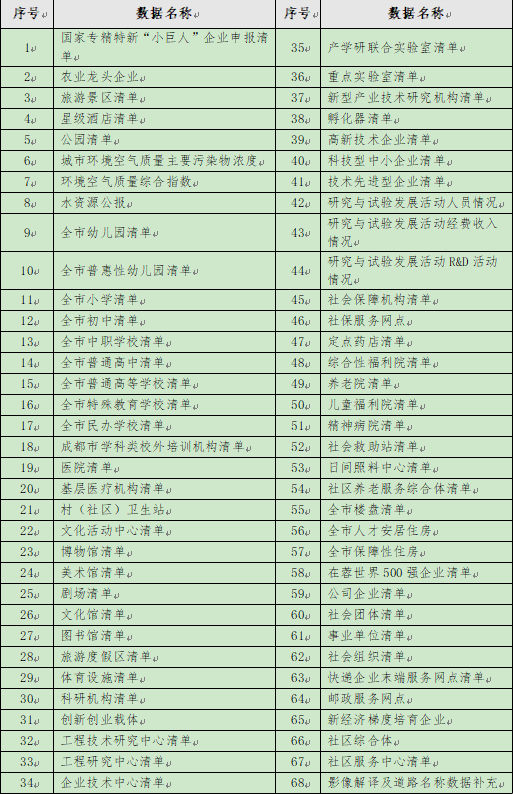 序号 数据名称 序号 数据名称
1 国家专精特新“小巨人”企业申报清 35 产学研联合实验室清单
单
2 农业龙头企业 36 重点实验室清单
3 旅游景区清单 37 新型产业技术研究机构清单
4 星级酒店清单 38 孵化器清单
5 公园清单 39 高新技术企业清单
6 城市环境空气质量主要污染物浓度 40 科技型中小企业清单
7 环境空气质量综合指数 41 技术先进型企业清单
8 水资源公报 42 研究与试验发展活动人员情况
9 全市幼儿园清单 43 研究与试验发展活动经费收入
情况
10 全市普惠性幼儿园清单 44 研究与试验发展活动 R&D 活动
情况
11 全市小学清单 45 社会保障机构清单
12 全市初中清单 46 社保服务网点
13 全市中职学校清单 47 定点药店清单
14 全市普通高中清单 48 综合性福利院清单
15 全市普通高等学校清单 49 养老院清单
16 全市特殊教育学校清单 50 儿童福利院清单
17 全市民办学校清单 51 精神病院清单
18 成都市学科类校外培训机构清单 52 社会救助站清单
19 医院清单 53 日间照料中心清单
20 基层医疗机构清单 54 社区养老服务综合体清单
21 村（社区）卫生站 55 全市楼盘清单
22 文化活动中心清单 56 全市人才安居住房
23 博物馆清单 57 全市保障性住房
24 美术馆清单 58 在蓉世界 500 强企业清单
25 剧场清单 59 公司企业清单
26 文化馆清单 60 社会团体清单
27 图书馆清单 61 事业单位清单
28 旅游度假区清单 62 社会组织清单
29 体育设施清单 63 快递企业末端服务网点清单
30 科研机构清单 64 邮政服务网点
31 创新创业载体 65 新经济梯度培育企业
32 工程技术研究中心清单 66 社区综合体
33 工程研究中心清单 67 社区服务中心清单
34 企业技术中心清单 68 影像解译及道路名称数据补充